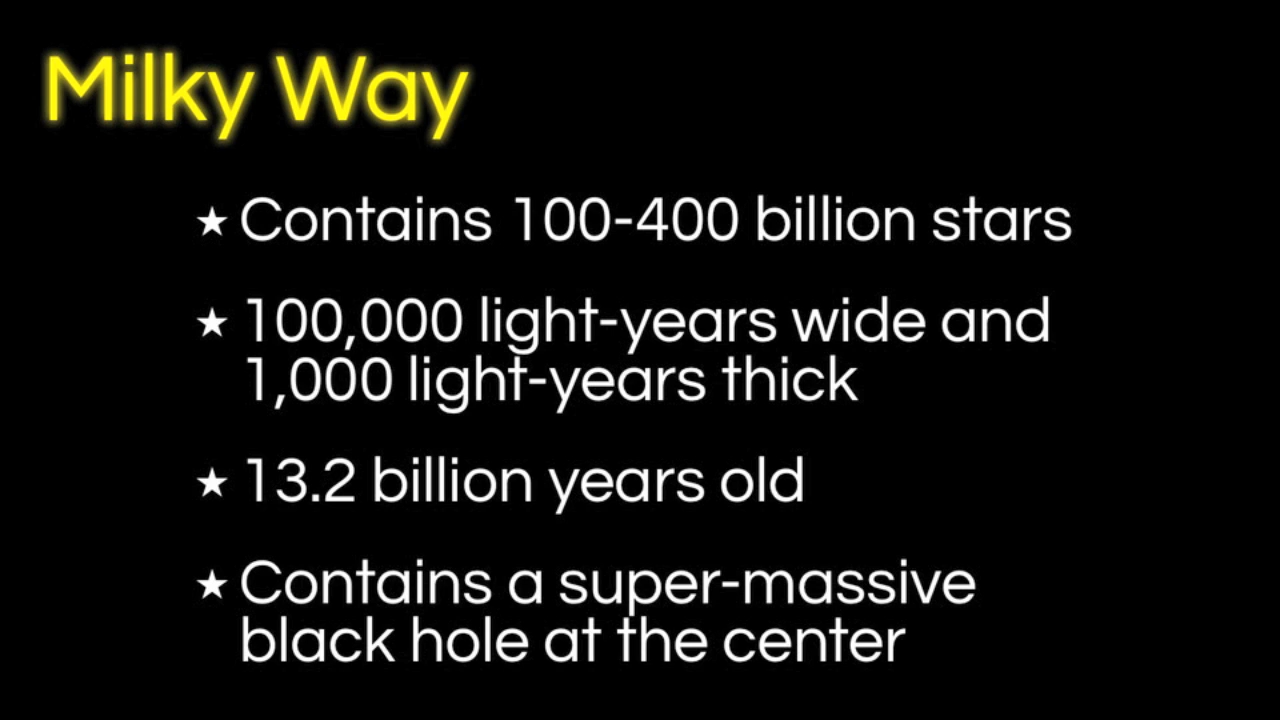 Milky Way
★ Contains 100-400 billion stars
★ 100,000 light-years wide and
1,000 light-years thick
★ 13.2 billion years old
★ Contains a super-massive
black hole at the center